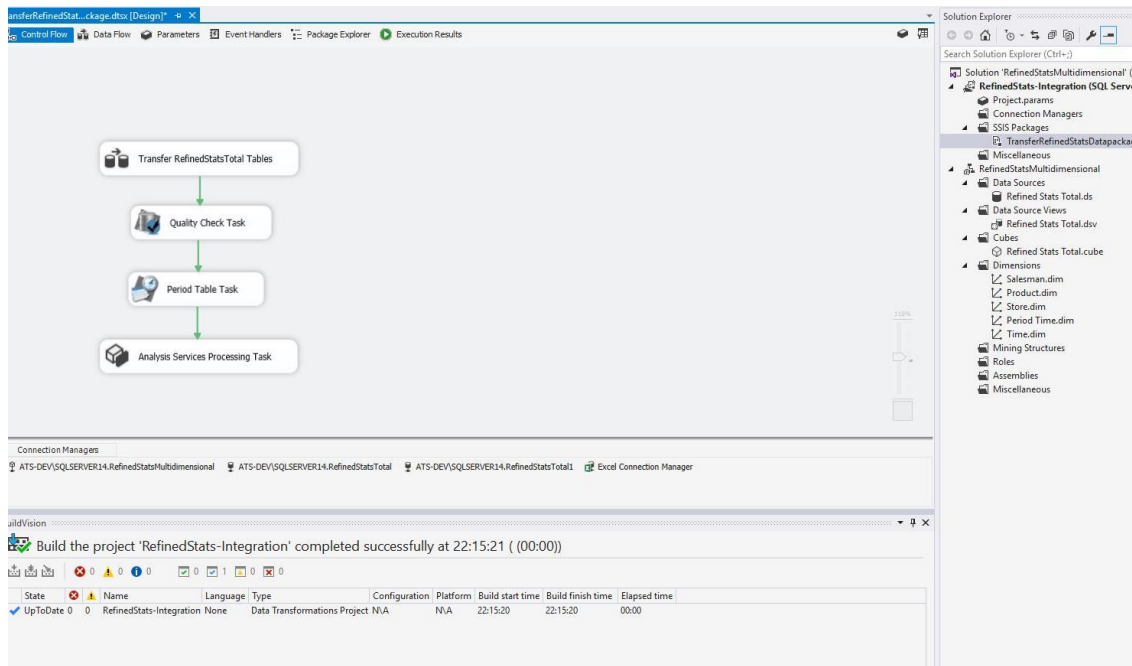 ansferRefinedStat...ckage.dtsx [Design]*
Control Flow Data Flow Parameters Event Handlers Package Explorer Execution Results
Transfer RefinedStatsTotal Tables
Quality Check Task
Period Table Task
Analysis Services Processing Task
110%
Connection Managers
ATS-DEV\SQLSERVER14.RefinedStatsMultidimensional ATS-DEV\SQLSERVER14.RefinedStatsTotal ATS-DEV\SQLSERVER14.RefinedStatsTotal1 Excel Connection Manager
uildVision
Build the project 'RefinedStats-Integration' completed successfully at 22:15:21 ( (00:00))
0 0 0 0 1 0 0
State Name Language Type Configuration Platform Build start time Build finish time Elapsed time
UpToDate 0 0 RefinedStats-Integration None Data Transformations Project N\A N\A 22:15:20 22:15:20 00:00
Solution Explorer
Search Solution Explorer (Ctrl+;)
Solution 'RefinedStatsMultidimensional' (
RefinedStats-Integration (SQL Serve
Project.params
Connection Managers
SSIS Packages
TransferRefinedStatsDatapacka
Miscellaneous
RefinedStatsMultidimensional
Data Sources
Refined Stats Total.ds
Data Source Views
Refined Stats Total.dsv
Cubes
Refined Stats Total.cube
Dimensions
Salesman.dim
Product.dim
Store.dim
Period Time.dim
Time.dim
Mining Structures
Roles
Assemblies
Miscellaneous